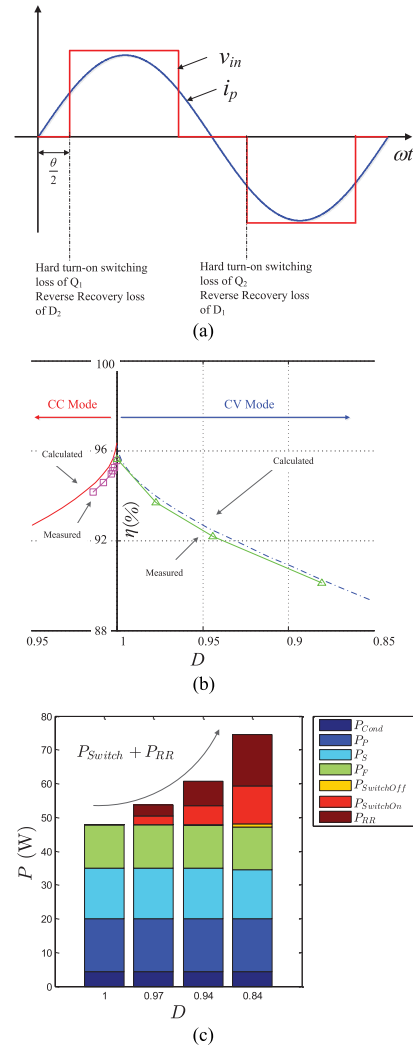 v_in
i_p
ωt
θ/2
Hard turn-on switching
loss of Q1
Reverse Recovery loss
of D2
Hard turn-on switching
loss of Q2
Reverse Recovery loss
of D1
(a)
100
CC Mode
CV Mode
96
Calculated
Calculated
Measured
η(%)
92
Measured
88
0.95
1
0.95
0.9
0.85
D
(b)
80
70
60
50
40
30
20
10
0
P (W)
P_Switch + P_RR
P_Cond
P_P
P_S
P_F
P_SwitchOff
P_SwitchOn
P_RR
1
0.97
0.94
0.84
D
(c)